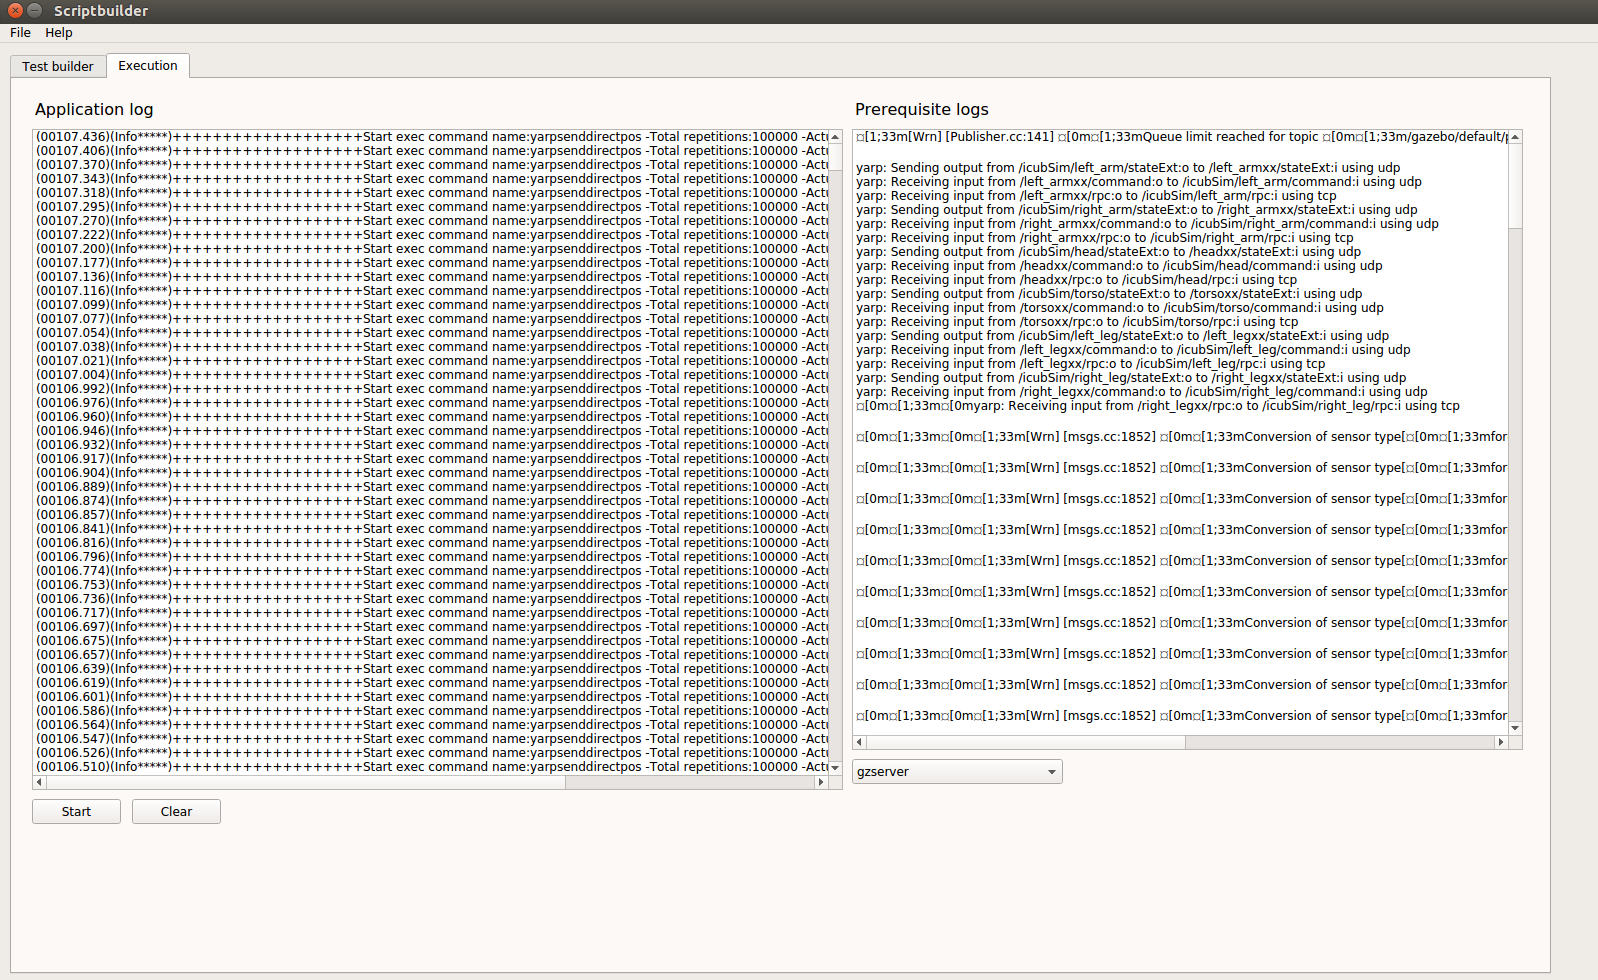 Scriptbuilder
File Help
Test builder Execution
Application log
(00107.436)(Info*****)+++++++++++++++++++Start exec command name:yarpsenddirectpos -Total repetitions:100000 -Actu
(00107.406)(Info*****)+++++++++++++++++++Start exec command name:yarpsenddirectpos -Total repetitions:100000 -Actu
(00107.370)(Info*****)+++++++++++++++++++Start exec command name:yarpsenddirectpos -Total repetitions:100000 -Actu
(00107.343)(Info*****)+++++++++++++++++++Start exec command name:yarpsenddirectpos -Total repetitions:100000 -Actu
(00107.318)(Info*****)+++++++++++++++++++Start exec command name:yarpsenddirectpos -Total repetitions:100000 -Actu
(00107.295)(Info*****)+++++++++++++++++++Start exec command name:yarpsenddirectpos -Total repetitions:100000 -Actu
(00107.270)(Info*****)+++++++++++++++++++Start exec command name:yarpsenddirectpos -Total repetitions:100000 -Actu
(00107.222)(Info*****)+++++++++++++++++++Start exec command name:yarpsenddirectpos -Total repetitions:100000 -Actu
(00107.200)(Info*****)+++++++++++++++++++Start exec command name:yarpsenddirectpos -Total repetitions:100000 -Actu
(00107.177)(Info*****)+++++++++++++++++++Start exec command name:yarpsenddirectpos -Total repetitions:100000 -Actu
(00107.136)(Info*****)+++++++++++++++++++Start exec command name:yarpsenddirectpos -Total repetitions:100000 -Actu
(00107.116)(Info*****)+++++++++++++++++++Start exec command name:yarpsenddirectpos -Total repetitions:100000 -Actu
(00107.099)(Info*****)+++++++++++++++++++Start exec command name:yarpsenddirectpos -Total repetitions:100000 -Actu
(00107.077)(Info*****)+++++++++++++++++++Start exec command name:yarpsenddirectpos -Total repetitions:100000 -Actu
(00107.054)(Info*****)+++++++++++++++++++Start exec command name:yarpsenddirectpos -Total repetitions:100000 -Actu
(00107.038)(Info*****)+++++++++++++++++++Start exec command name:yarpsenddirectpos -Total repetitions:100000 -Actu
(00107.021)(Info*****)+++++++++++++++++++Start exec command name:yarpsenddirectpos -Total repetitions:100000 -Actu
(00107.004)(Info*****)+++++++++++++++++++Start exec command name:yarpsenddirectpos -Total repetitions:100000 -Actu
(00106.992)(Info*****)+++++++++++++++++++Start exec command name:yarpsenddirectpos -Total repetitions:100000 -Actu
(00106.976)(Info*****)+++++++++++++++++++Start exec command name:yarpsenddirectpos -Total repetitions:100000 -Actu
(00106.960)(Info*****)+++++++++++++++++++Start exec command name:yarpsenddirectpos -Total repetitions:100000 -Actu
(00106.946)(Info*****)+++++++++++++++++++Start exec command name:yarpsenddirectpos -Total repetitions:100000 -Actu
(00106.932)(Info*****)+++++++++++++++++++Start exec command name:yarpsenddirectpos -Total repetitions:100000 -Actu
(00106.917)(Info*****)+++++++++++++++++++Start exec command name:yarpsenddirectpos -Total repetitions:100000 -Actu
(00106.904)(Info*****)+++++++++++++++++++Start exec command name:yarpsenddirectpos -Total repetitions:100000 -Actu
(00106.889)(Info*****)+++++++++++++++++++Start exec command name:yarpsenddirectpos -Total repetitions:100000 -Actu
(00106.874)(Info*****)+++++++++++++++++++Start exec command name:yarpsenddirectpos -Total repetitions:100000 -Actu
(00106.857)(Info*****)+++++++++++++++++++Start exec command name:yarpsenddirectpos -Total repetitions:100000 -Actu
(00106.841)(Info*****)+++++++++++++++++++Start exec command name:yarpsenddirectpos -Total repetitions:100000 -Actu
(00106.816)(Info*****)+++++++++++++++++++Start exec command name:yarpsenddirectpos -Total repetitions:100000 -Actu
(00106.796)(Info*****)+++++++++++++++++++Start exec command name:yarpsenddirectpos -Total repetitions:100000 -Actu
(00106.774)(Info*****)+++++++++++++++++++Start exec command name:yarpsenddirectpos -Total repetitions:100000 -Actu
(00106.753)(Info*****)+++++++++++++++++++Start exec command name:yarpsenddirectpos -Total repetitions:100000 -Actu
(00106.736)(Info*****)+++++++++++++++++++Start exec command name:yarpsenddirectpos -Total repetitions:100000 -Actu
(00106.717)(Info*****)+++++++++++++++++++Start exec command name:yarpsenddirectpos -Total repetitions:100000 -Actu
(00106.697)(Info*****)+++++++++++++++++++Start exec command name:yarpsenddirectpos -Total repetitions:100000 -Actu
(00106.675)(Info*****)+++++++++++++++++++Start exec command name:yarpsenddirectpos -Total repetitions:100000 -Actu
(00106.657)(Info*****)+++++++++++++++++++Start exec command name:yarpsenddirectpos -Total repetitions:100000 -Actu
(00106.639)(Info*****)+++++++++++++++++++Start exec command name:yarpsenddirectpos -Total repetitions:100000 -Actu
(00106.619)(Info*****)+++++++++++++++++++Start exec command name:yarpsenddirectpos -Total repetitions:100000 -Actu
(00106.601)(Info*****)+++++++++++++++++++Start exec command name:yarpsenddirectpos -Total repetitions:100000 -Actu
(00106.586)(Info*****)+++++++++++++++++++Start exec command name:yarpsenddirectpos -Total repetitions:100000 -Actu
(00106.564)(Info*****)+++++++++++++++++++Start exec command name:yarpsenddirectpos -Total repetitions:100000 -Actu
(00106.547)(Info*****)+++++++++++++++++++Start exec command name:yarpsenddirectpos -Total repetitions:100000 -Actu
(00106.526)(Info*****)+++++++++++++++++++Start exec command name:yarpsenddirectpos -Total repetitions:100000 -Actu
(00106.510)(Info*****)+++++++++++++++++++Start exec command name:yarpsenddirectpos -Total repetitions:100000 -Actu
Start Clear
Prerequisite logs
¤[1;33m[Wrn] [Publisher.cc:141] ¤[0m¤[1;33mQueue limit reached for topic ¤[0m¤[1;33m/gazebo/default/p
yarp: Sending output from /icubSim/left_arm/stateExt:o to /left_armxx/stateExt:i using udp
yarp: Receiving input from /left_armxx/command:o to /icubSim/left_arm/command:i using udp
yarp: Receiving input from /left_armxx/rpc:o to /icubSim/left_arm/rpc:i using tcp
yarp: Sending output from /icubSim/right_arm/stateExt:o to /right_armxx/stateExt:i using udp
yarp: Receiving input from /right_armxx/command:o to /icubSim/right_arm/command:i using udp
yarp: Receiving input from /right_armxx/rpc:o to /icubSim/right_arm/rpc:i using tcp
yarp: Sending output from /icubSim/head/stateExt:o to /headxx/stateExt:i using udp
yarp: Receiving input from /headxx/command:o to /icubSim/head/command:i using udp
yarp: Receiving input from /headxx/rpc:o to /icubSim/head/rpc:i using tcp
yarp: Sending output from /icubSim/torso/stateExt:o to /torsoxx/stateExt:i using udp
yarp: Receiving input from /torsoxx/command:o to /icubSim/torso/command:i using udp
yarp: Receiving input from /torsoxx/rpc:o to /icubSim/torso/rpc:i using tcp
yarp: Sending output from /icubSim/left_leg/stateExt:o to /left_legxx/stateExt:i using udp
yarp: Receiving input from /left_legxx/command:o to /icubSim/left_leg/command:i using udp
yarp: Receiving input from /left_legxx/rpc:o to /icubSim/left_leg/rpc:i using tcp
yarp: Sending output from /icubSim/right_leg/stateExt:o to /right_legxx/stateExt:i using udp
yarp: Receiving input from /right_legxx/command:o to /icubSim/right_leg/command:i using udp
¤[0m¤[1;33m¤[0myarp: Receiving input from /right_legxx/rpc:o to /icubSim/right_leg/rpc:i using tcp
¤[0m¤[1;33m¤[0m¤[1;33m[Wrn] [msgs.cc:1852] ¤[0m¤[1;33mConversion of sensor type[¤[0m¤[1;33mfor
¤[0m¤[1;33m¤[0m¤[1;33m[Wrn] [msgs.cc:1852] ¤[0m¤[1;33mConversion of sensor type[¤[0m¤[1;33mfor
¤[0m¤[1;33m¤[0m¤[1;33m[Wrn] [msgs.cc:1852] ¤[0m¤[1;33mConversion of sensor type[¤[0m¤[1;33mfor
¤[0m¤[1;33m¤[0m¤[1;33m[Wrn] [msgs.cc:1852] ¤[0m¤[1;33mConversion of sensor type[¤[0m¤[1;33mfor
¤[0m¤[1;33m¤[0m¤[1;33m[Wrn] [msgs.cc:1852] ¤[0m¤[1;33mConversion of sensor type[¤[0m¤[1;33mfor
¤[0m¤[1;33m¤[0m¤[1;33m[Wrn] [msgs.cc:1852] ¤[0m¤[1;33mConversion of sensor type[¤[0m¤[1;33mfor
¤[0m¤[1;33m¤[0m¤[1;33m[Wrn] [msgs.cc:1852] ¤[0m¤[1;33mConversion of sensor type[¤[0m¤[1;33mfor
¤[0m¤[1;33m¤[0m¤[1;33m[Wrn] [msgs.cc:1852] ¤[0m¤[1;33mConversion of sensor type[¤[0m¤[1;33mfor
¤[0m¤[1;33m¤[0m¤[1;33m[Wrn] [msgs.cc:1852] ¤[0m¤[1;33mConversion of sensor type[¤[0m¤[1;33mfor
¤[0m¤[1;33m¤[0m¤[1;33m[Wrn] [msgs.cc:1852] ¤[0m¤[1;33mConversion of sensor type[¤[0m¤[1;33mfor
gzserver